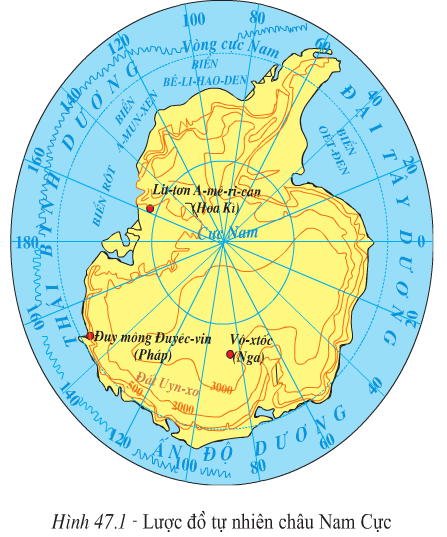 120
100
80
60
140
40
160
20
180
0
160
20
140
40
120
100
80
60
Vòng cực Nam
BIỂN
BÊ-LI-HAO-DEN
BIỂN
A-MUN-XEN
BIỂN RỐT
BIỂN
OÉT-ĐEN
THÁI BÌNH DƯƠNG
ĐẠI TÂY DƯƠNG
Lit-tơn A-mê-ri-can
(Hoa Kì)
Cực Nam
Đuy mông Đuyêc-vin
(Pháp)
Vô-xtốc
(Nga)
Đất Uyn-xơ
500
2000
3000
ẤN ĐỘ DƯƠNG
Hình 47.1 - Lược đồ tự nhiên châu Nam Cực